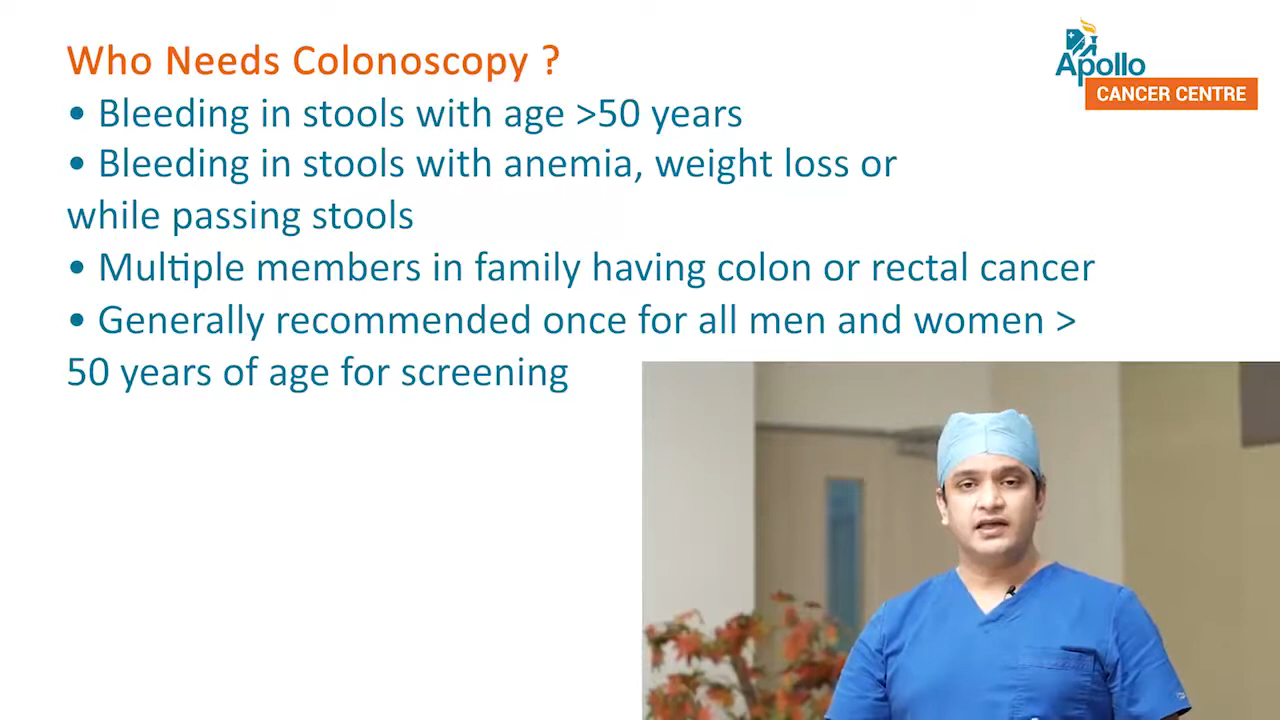 Who Needs Colonoscopy ?
• Bleeding in stools with age >50 years
• Bleeding in stools with anemia, weight loss or
while passing stools
• Multiple members in family having colon or rectal cancer
• Generally recommended once for all men and women >
50 years of age for screening
Apollo
CANCER CENTRE